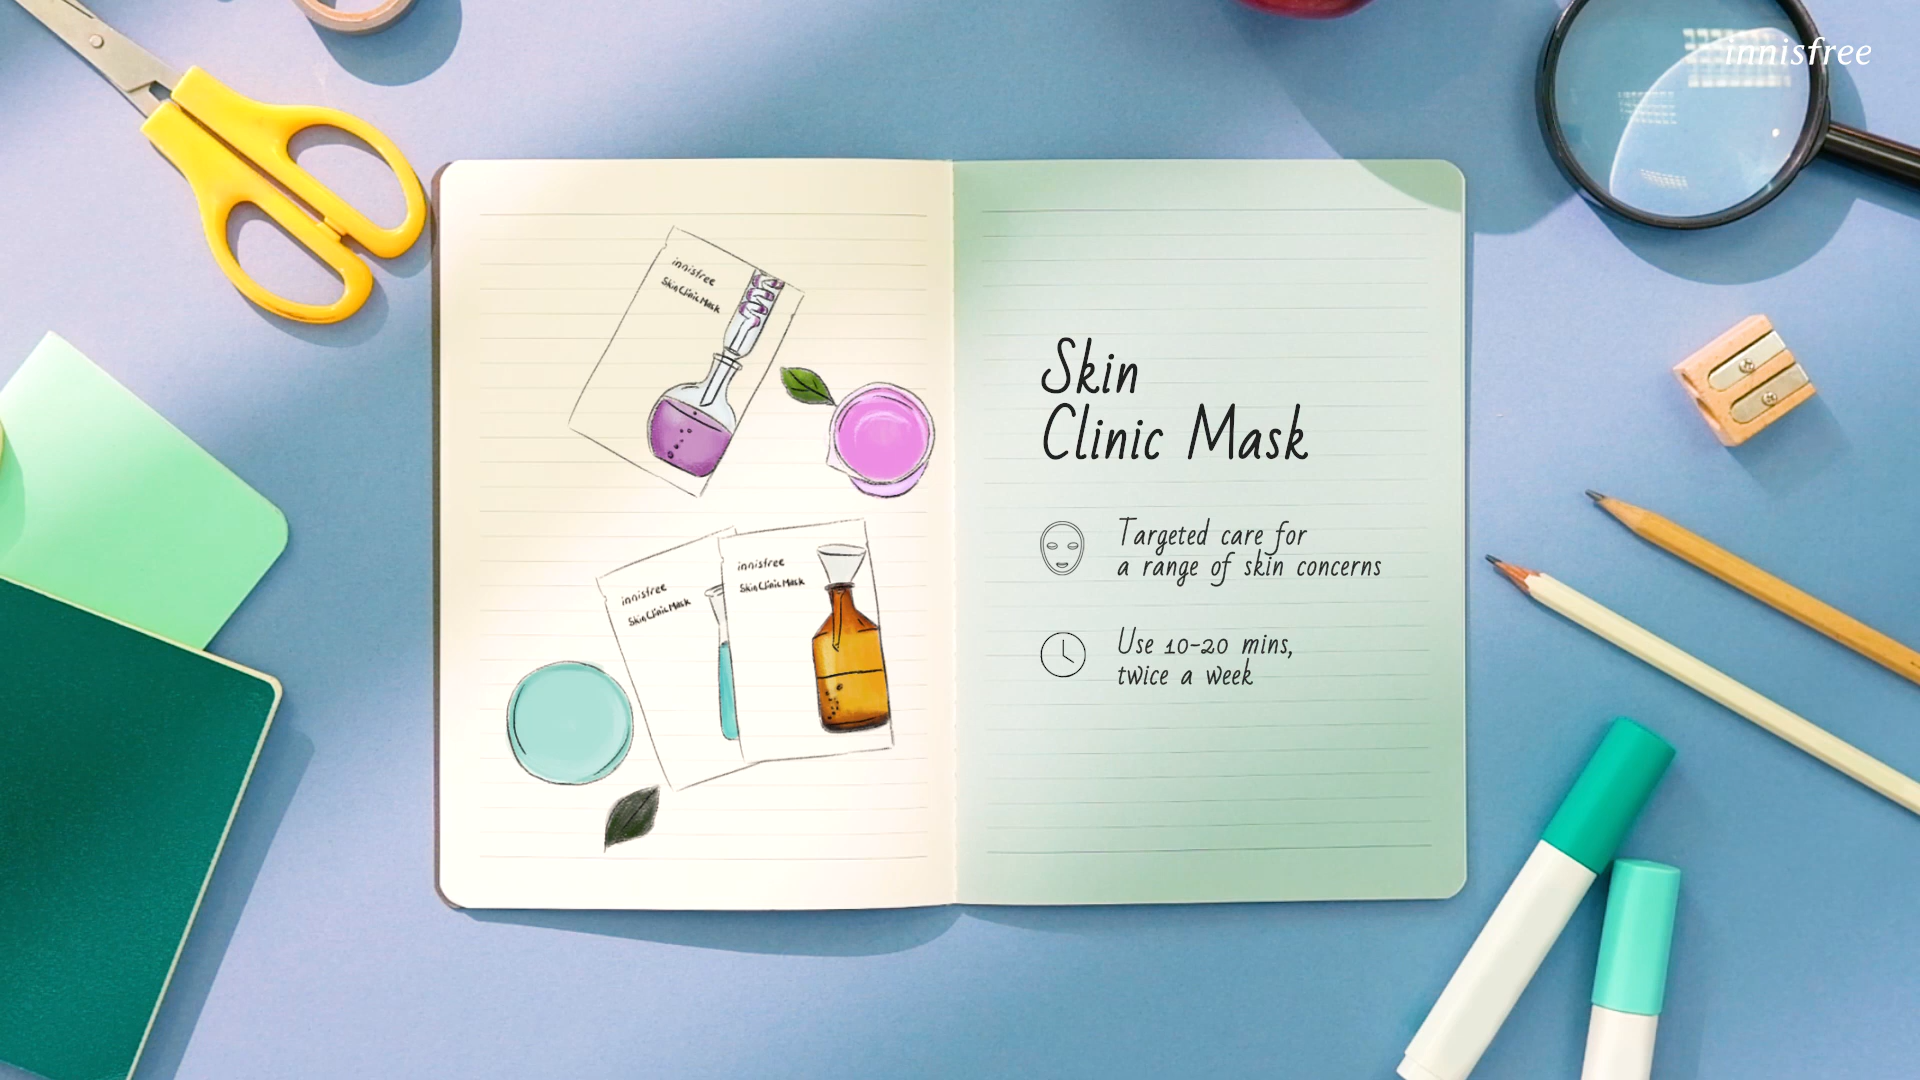 innisfree
innisfree
Skin Clinic Mask
innisfree
Skin Clinic Mask
innisfree
Skin Clinic Mask
Skin
Clinic Mask
Targeted care for
a range of skin concerns
Use 10-20 mins,
twice a week